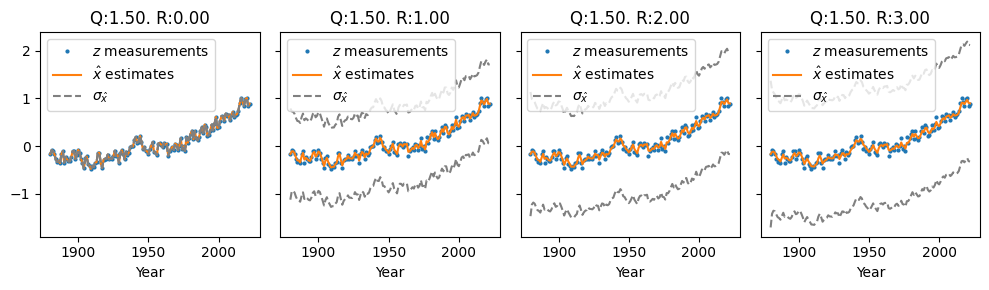 Q:1.50. R:0.00
z measurements
x̂ estimates
σx̂
2
1
0
−1
1900 1950 2000
Year
Q:1.50. R:1.00
z measurements
x̂ estimates
σx̂
1900 1950 2000
Year
Q:1.50. R:2.00
z measurements
x̂ estimates
σx̂
1900 1950 2000
Year
Q:1.50. R:3.00
z measurements
x̂ estimates
σx̂
1900 1950 2000
Year